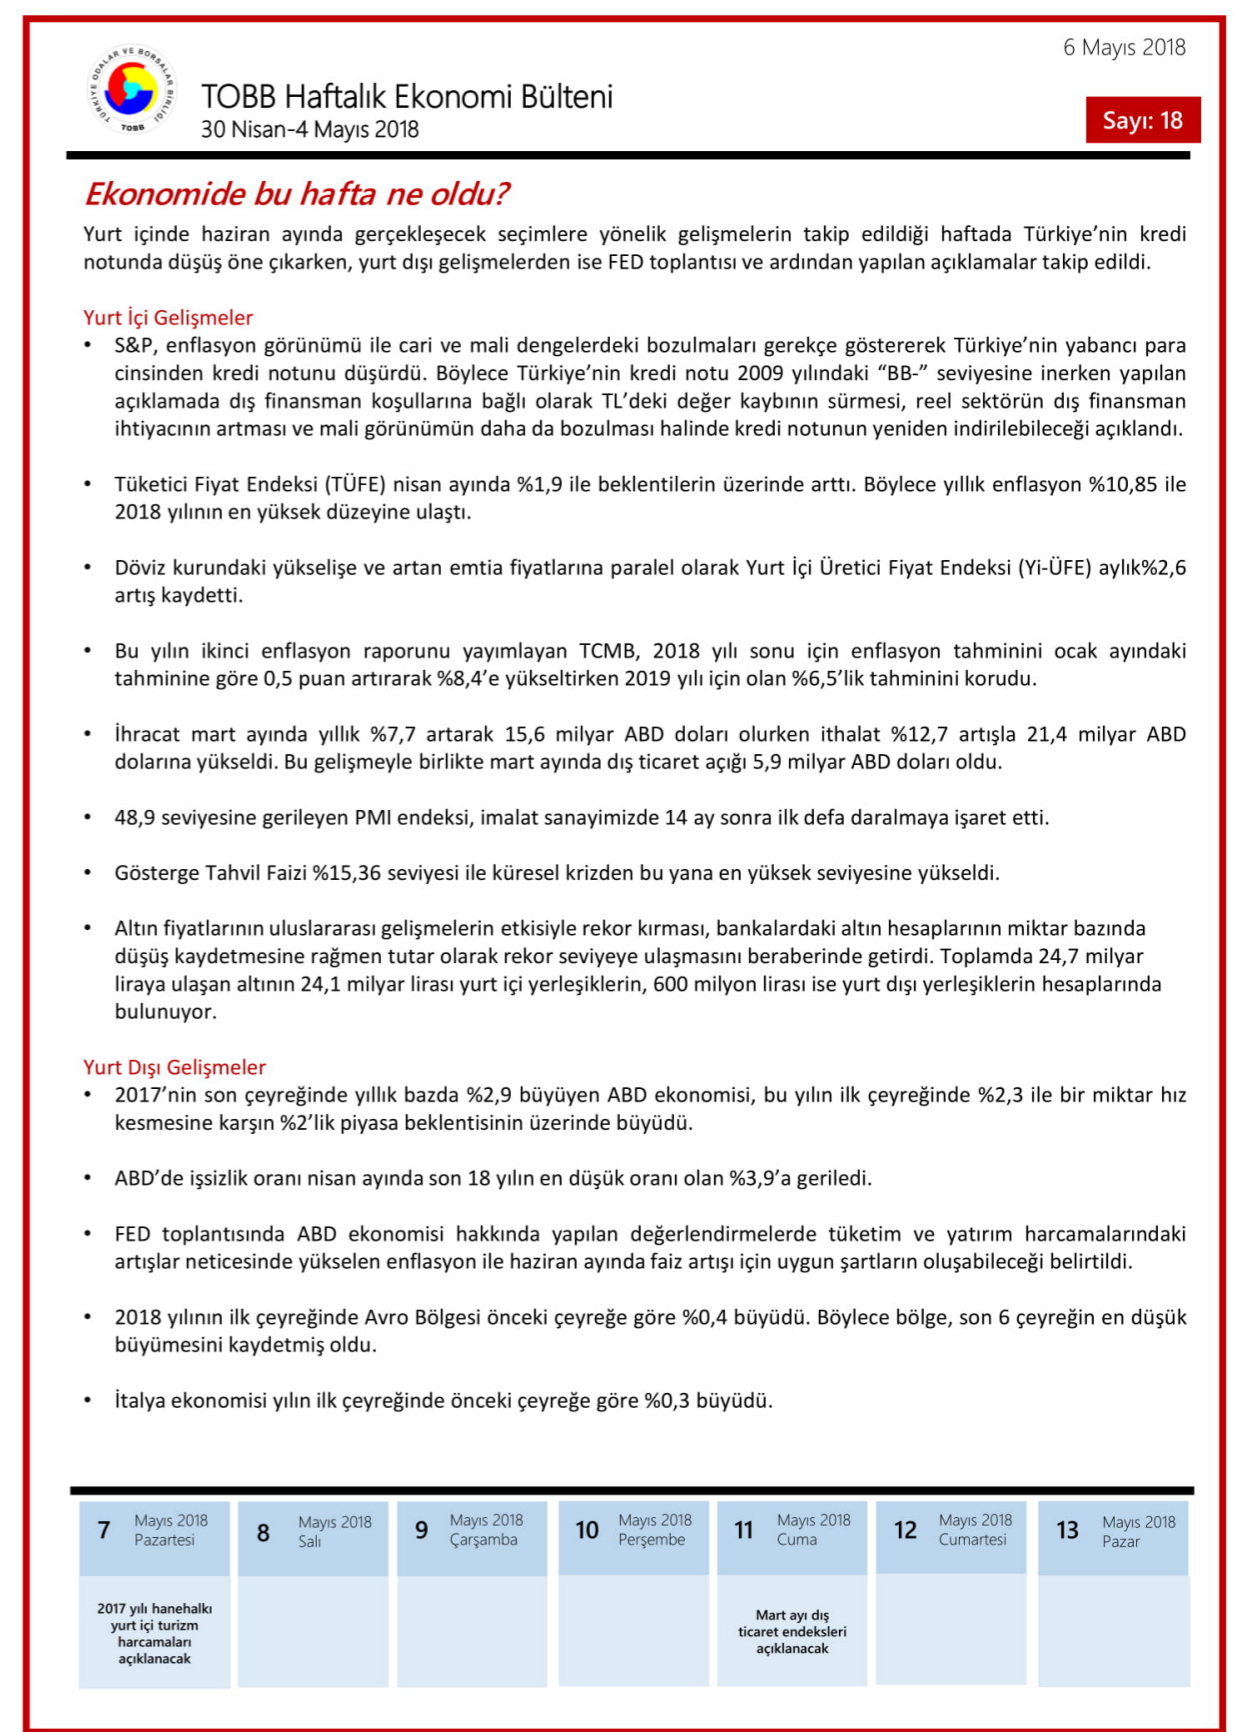 6 Mayıs 2018
TÜRKİYE ODALAR VE BORSALAR BİRLİĞİ
TOBB
TOBB Haftalık Ekonomi Bülteni
30 Nisan-4 Mayıs 2018
Sayı: 18
Ekonomide bu hafta ne oldu?
Yurt içinde haziran ayında gerçekleşecek seçimlere yönelik gelişmelerin takip edildiği haftada Türkiye’nin kredi
notunda düşüş öne çıkarken, yurt dışı gelişmelerden ise FED toplantısı ve ardından yapılan açıklamalar takip edildi.
Yurt İçi Gelişmeler
• S&P, enflasyon görünümü ile cari ve mali dengelerdeki bozulmaları gerekçe göstererek Türkiye’nin yabancı para
cinsinden kredi notunu düşürdü. Böylece Türkiye’nin kredi notu 2009 yılındaki “BB-” seviyesine inerken yapılan
açıklamada dış finansman koşullarına bağlı olarak TL’deki değer kaybının sürmesi, reel sektörün dış finansman
ihtiyacının artması ve mali görünümün daha da bozulması halinde kredi notunun yeniden indirilebileceği açıklandı.
• Tüketici Fiyat Endeksi (TÜFE) nisan ayında %1,9 ile beklentilerin üzerinde arttı. Böylece yıllık enflasyon %10,85 ile
2018 yılının en yüksek düzeyine ulaştı.
• Döviz kurundaki yükselişe ve artan emtia fiyatlarına paralel olarak Yurt İçi Üretici Fiyat Endeksi (Yi-ÜFE) aylık%2,6
artış kaydetti.
• Bu yılın ikinci enflasyon raporunu yayımlayan TCMB, 2018 yılı sonu için enflasyon tahminini ocak ayındaki
tahminine göre 0,5 puan artırarak %8,4’e yükseltirken 2019 yılı için olan %6,5’lik tahminini korudu.
• İhracat mart ayında yıllık %7,7 artarak 15,6 milyar ABD doları olurken ithalat %12,7 artışla 21,4 milyar ABD
dolarına yükseldi. Bu gelişmeyle birlikte mart ayında dış ticaret açığı 5,9 milyar ABD doları oldu.
• 48,9 seviyesine gerileyen PMI endeksi, imalat sanayimizde 14 ay sonra ilk defa daralmaya işaret etti.
• Gösterge Tahvil Faizi %15,36 seviyesi ile küresel krizden bu yana en yüksek seviyesine yükseldi.
• Altın fiyatlarının uluslararası gelişmelerin etkisiyle rekor kırması, bankalardaki altın hesaplarının miktar bazında
düşüş kaydetmesine rağmen tutar olarak rekor seviyeye ulaşmasını beraberinde getirdi. Toplamda 24,7 milyar
liraya ulaşan altının 24,1 milyar lirası yurt içi yerleşiklerin, 600 milyon lirası ise yurt dışı yerleşiklerin hesaplarında
bulunuyor.
Yurt Dışı Gelişmeler
• 2017’nin son çeyreğinde yıllık bazda %2,9 büyüyen ABD ekonomisi, bu yılın ilk çeyreğinde %2,3 ile bir miktar hız
kesmesine karşın %2’lik piyasa beklentisinin üzerinde büyüdü.
• ABD’de işsizlik oranı nisan ayında son 18 yılın en düşük oranı olan %3,9’a geriledi.
• FED toplantısında ABD ekonomisi hakkında yapılan değerlendirmelerde tüketim ve yatırım harcamalarındaki
artışlar neticesinde yükselen enflasyon ile haziran ayında faiz artışı için uygun şartların oluşabileceği belirtildi.
• 2018 yılının ilk çeyreğinde Avro Bölgesi önceki çeyreğe göre %0,4 büyüdü. Böylece bölge, son 6 çeyreğin en düşük
büyümesini kaydetmiş oldu.
• İtalya ekonomisi yılın ilk çeyreğinde önceki çeyreğe göre %0,3 büyüdü.
7 Mayıs 2018 Pazartesi
8 Mayıs 2018 Salı
9 Mayıs 2018 Çarşamba
10 Mayıs 2018 Perşembe
11 Mayıs 2018 Cuma
12 Mayıs 2018 Cumartesi
13 Mayıs 2018 Pazar
2017 yılı hanehalkı
yurt içi turizm
harcamaları
açıklanacak
Mart ayı dış
ticaret endeksleri
açıklanacak